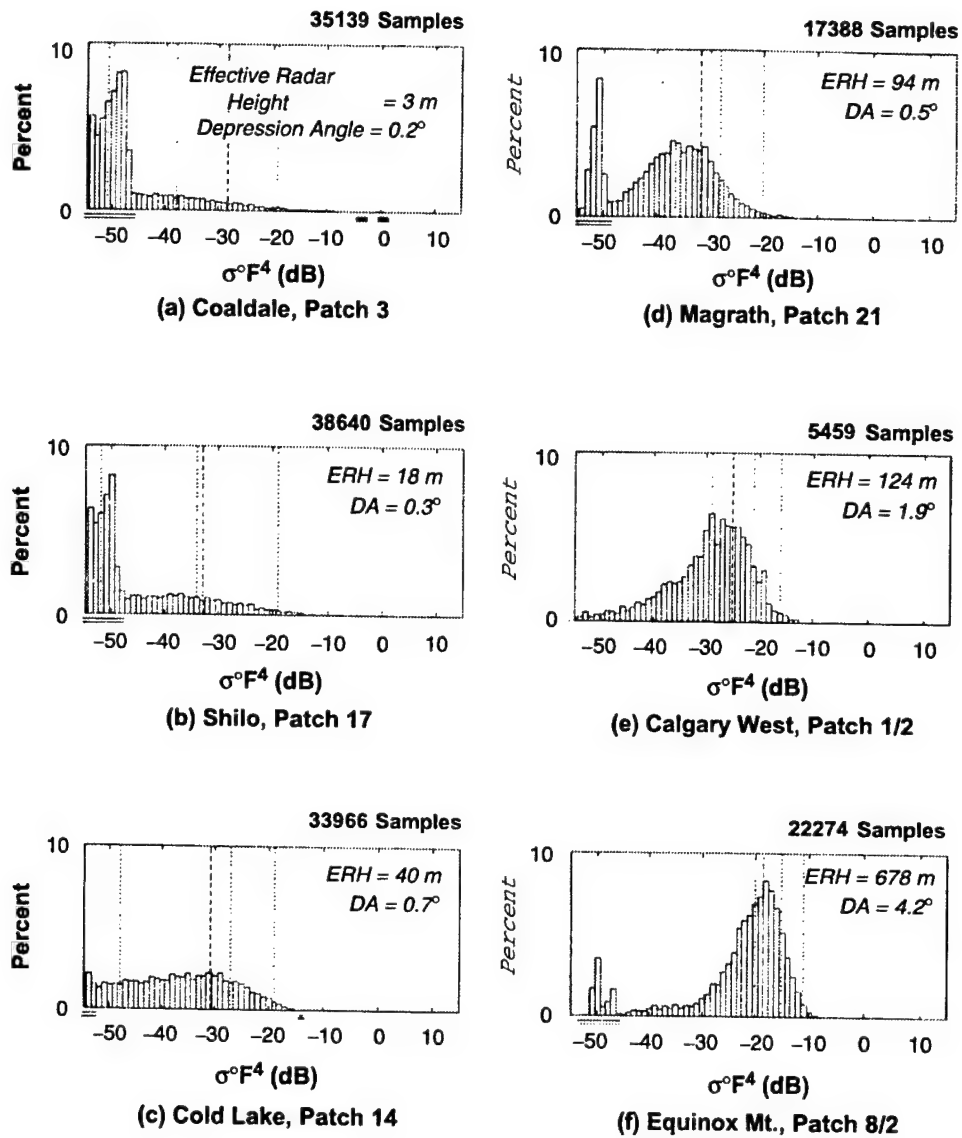 35139 Samples
10
Percent
0
Effective Radar
Height = 3 m
Depression Angle = 0.2°
−50 −40 −30 −20 −10 0 10
σ°F⁴ (dB)
(a) Coaldale, Patch 3
38640 Samples
10
Percent
0
ERH = 18 m
DA = 0.3°
−50 −40 −30 −20 −10 0 10
σ°F⁴ (dB)
(b) Shilo, Patch 17
33966 Samples
10
Percent
0
ERH = 40 m
DA = 0.7°
−50 −40 −30 −20 −10 0 10
σ°F⁴ (dB)
(c) Cold Lake, Patch 14
17388 Samples
10
Percent
0
ERH = 94 m
DA = 0.5°
−50 −40 −30 −20 −10 0 10
σ°F⁴ (dB)
(d) Magrath, Patch 21
5459 Samples
10
Percent
0
ERH = 124 m
DA = 1.9°
−50 −40 −30 −20 −10 0 10
σ°F⁴ (dB)
(e) Calgary West, Patch 1/2
22274 Samples
10
Percent
0
ERH = 678 m
DA = 4.2°
−50 −40 −30 −20 −10 0 10
σ°F⁴ (dB)
(f) Equinox Mt., Patch 8/2